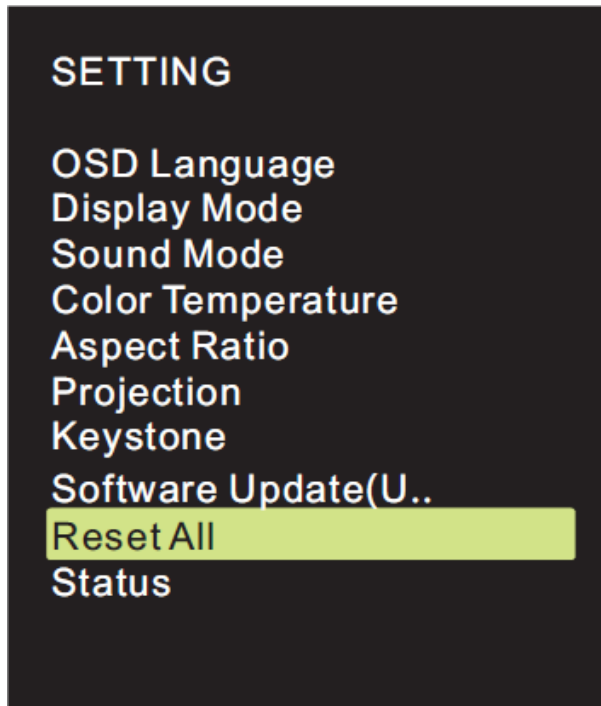 SETTING
OSD Language
Display Mode
Sound Mode
Color Temperature
Aspect Ratio
Projection
Keystone
Software Update(U..
Reset All
Status